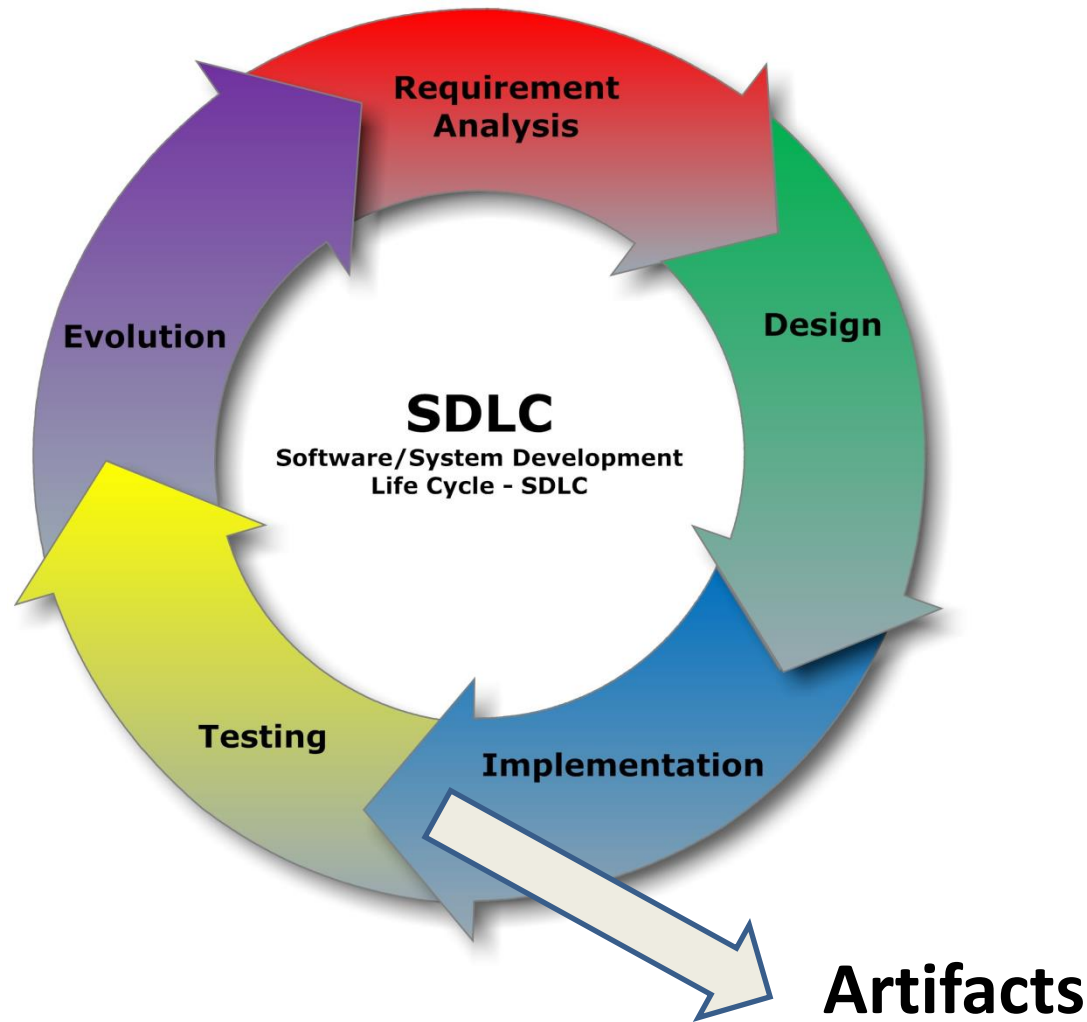 Requirement
Analysis
Design
Evolution
SDLC
Software/System Development
Life Cycle - SDLC
Testing
Implementation
Artifacts